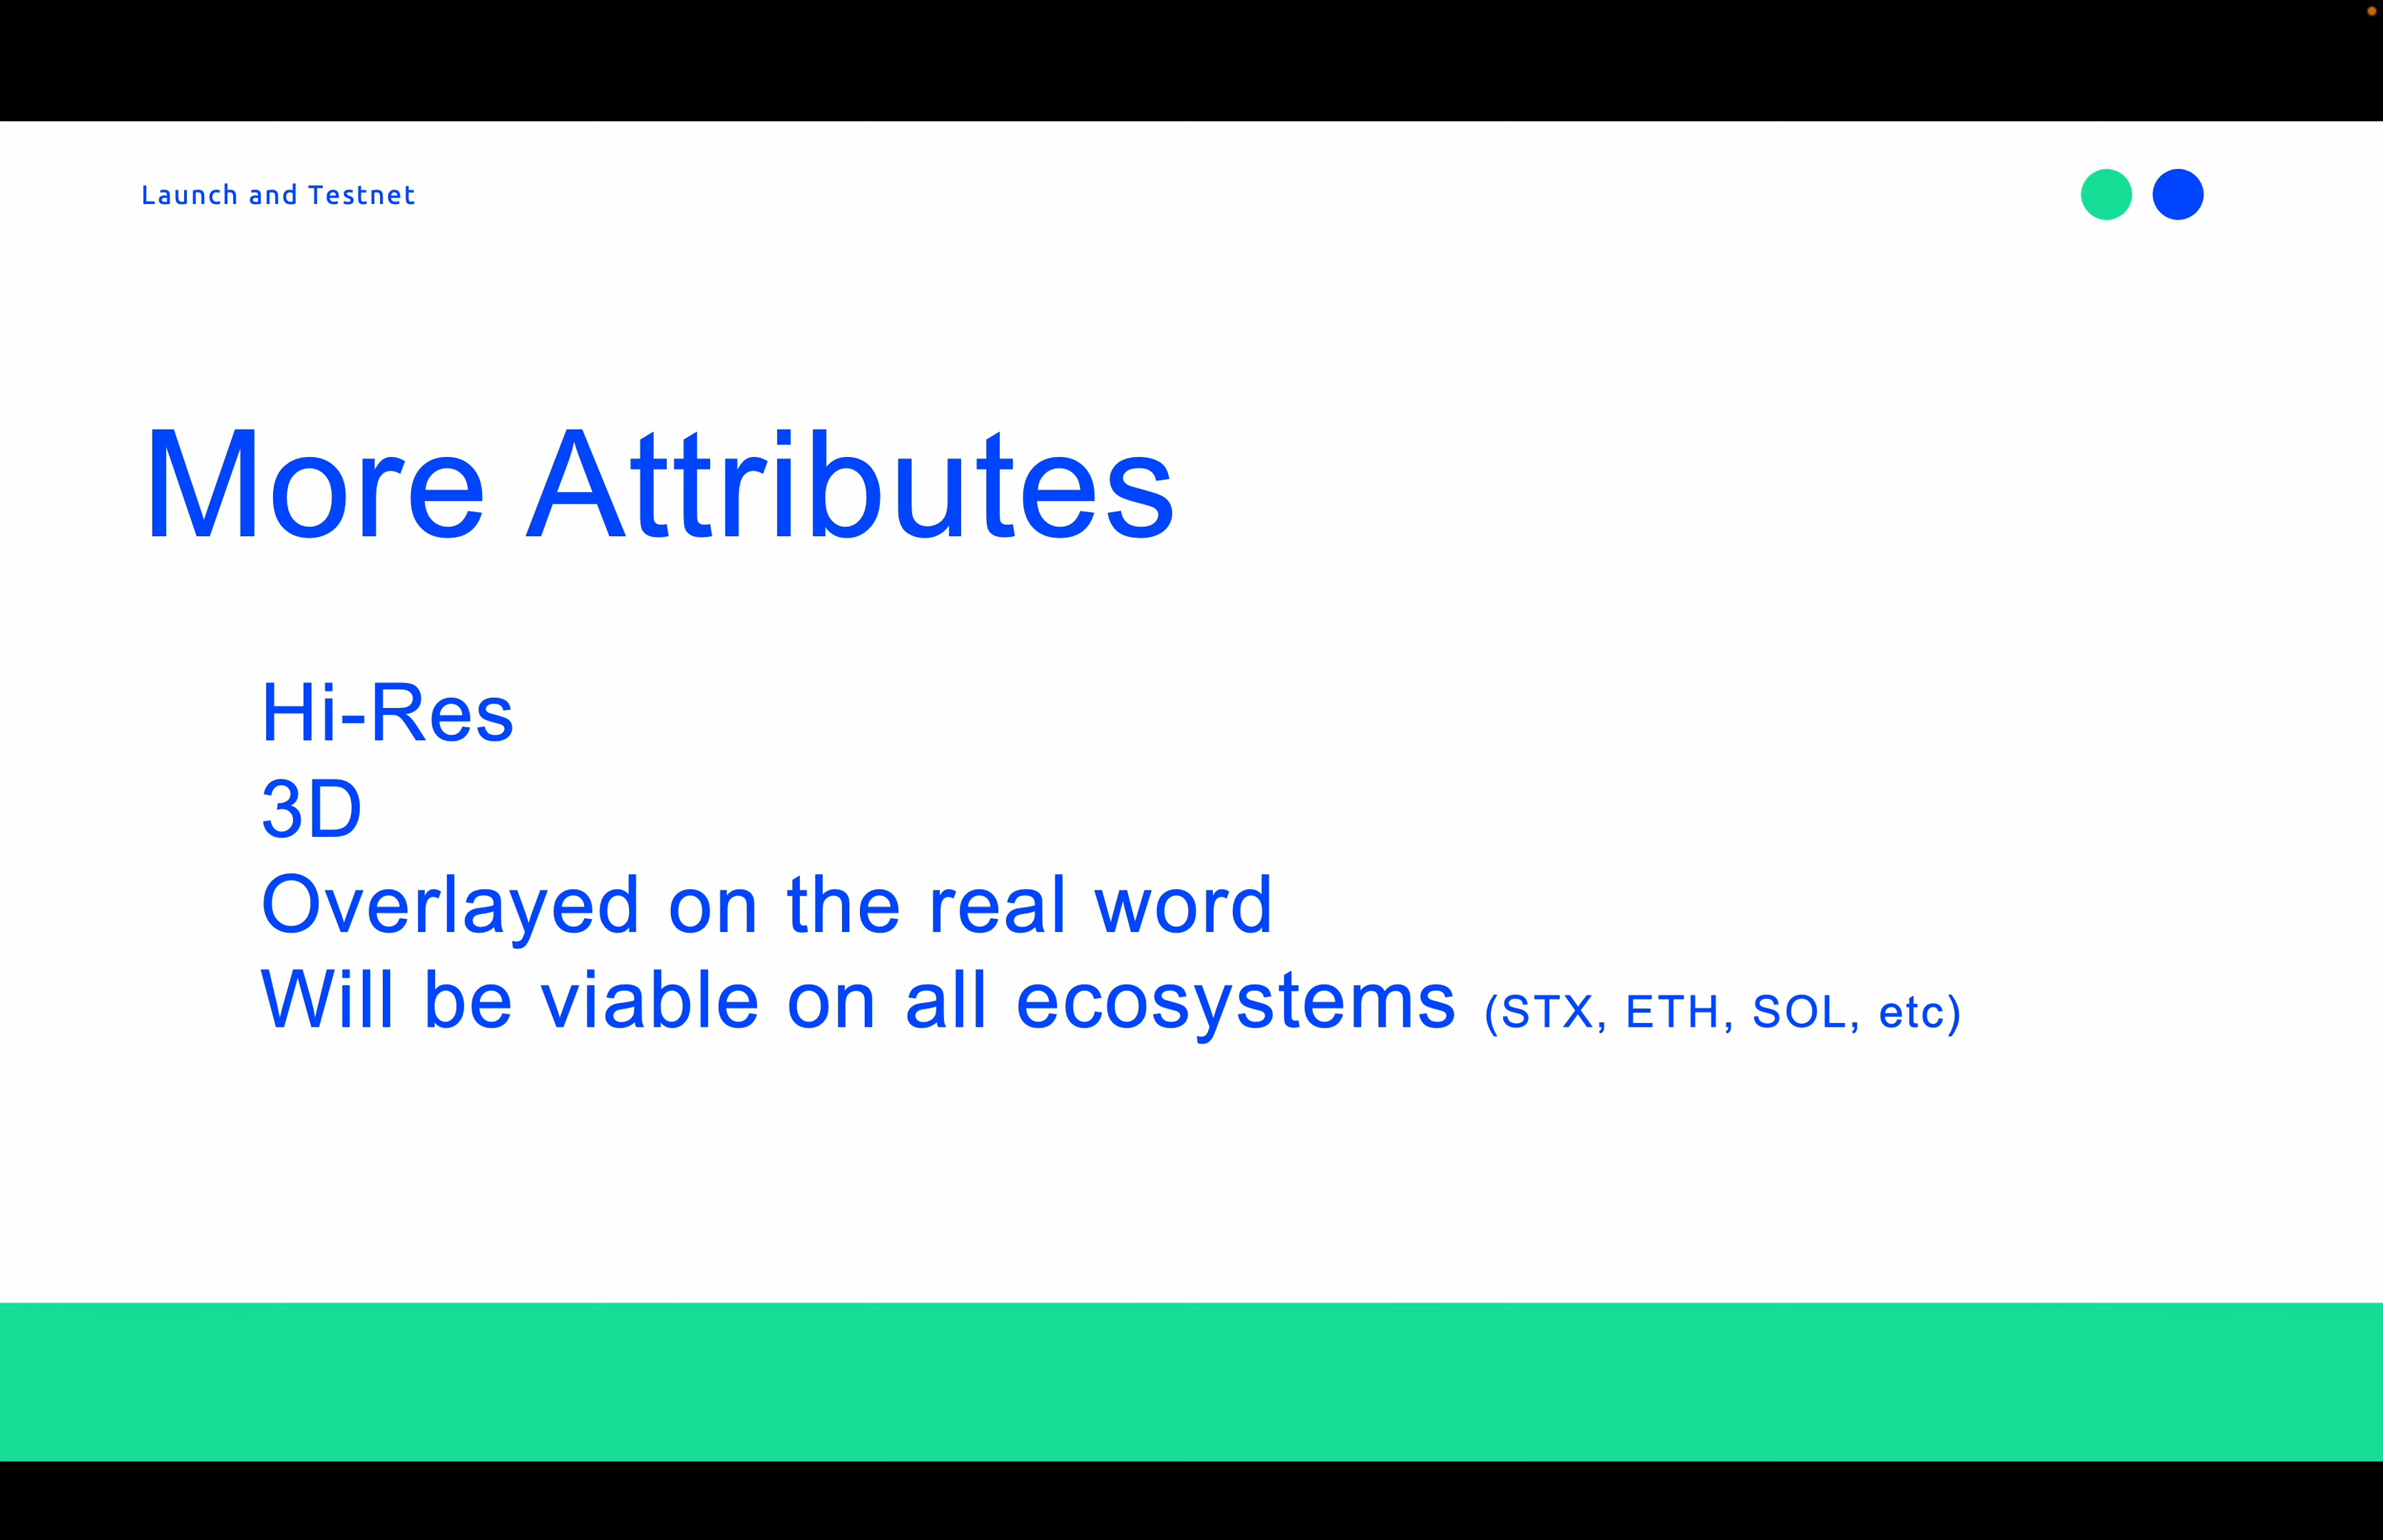 Launch and Testnet
More Attributes
Hi-Res
3D
Overlayed on the real word
Will be viable on all ecosystems (STX, ETH, SOL, etc)